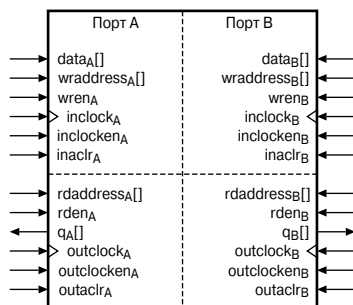 Порт A Порт B
dataA[] dataB[]
wraddressA[] wraddressB[]
wrenA wrenB
inclockA inclockB
inclockenA inclockenB
inaclrA inaclrB
rdaddressA[] rdaddressB[]
rdenA rdenB
qA[] qB[]
outclockA outclockB
outclockenA outclockenB
outaclrA outaclrB